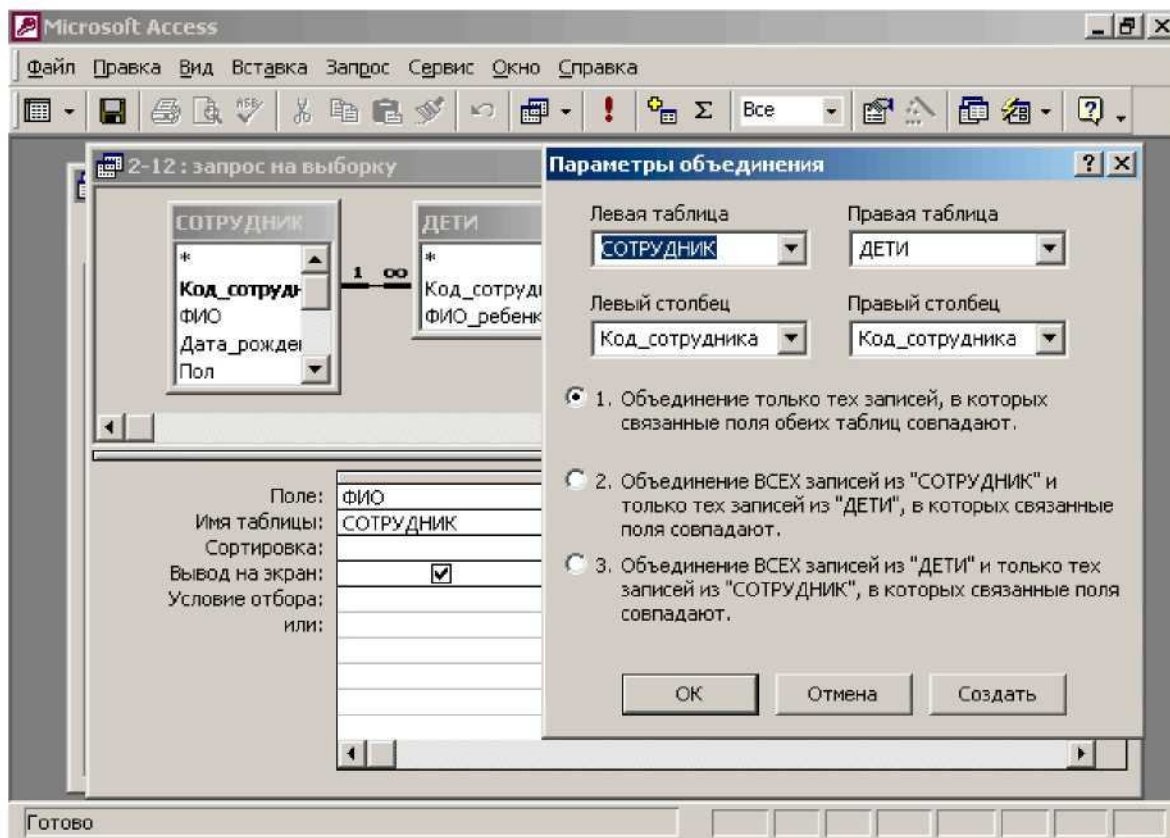 Microsoft Access
Файл Правка Вид Вставка Запрос Сервис Окно Справка
Все
2-12 : запрос на выборку
СОТРУДНИК
*
Код_сотрудн
ФИО
Дата_рожден
Пол
1 ∞
ДЕТИ
*
Код_сотрудн
ФИО_ребенк
Поле: ФИО
Имя таблицы: СОТРУДНИК
Сортировка:
Вывод на экран:
Условие отбора:
или:
Параметры объединения
Левая таблица Правая таблица
СОТРУДНИК ДЕТИ
Левый столбец Правый столбец
Код_сотрудника Код_сотрудника
1. Объединение только тех записей, в которых
связанные поля обеих таблиц совпадают.
2. Объединение ВСЕХ записей из "СОТРУДНИК" и
только тех записей из "ДЕТИ", в которых связанные
поля совпадают.
3. Объединение ВСЕХ записей из "ДЕТИ" и только тех
записей из "СОТРУДНИК", в которых связанные поля
совпадают.
ОК Отмена Создать
Готово